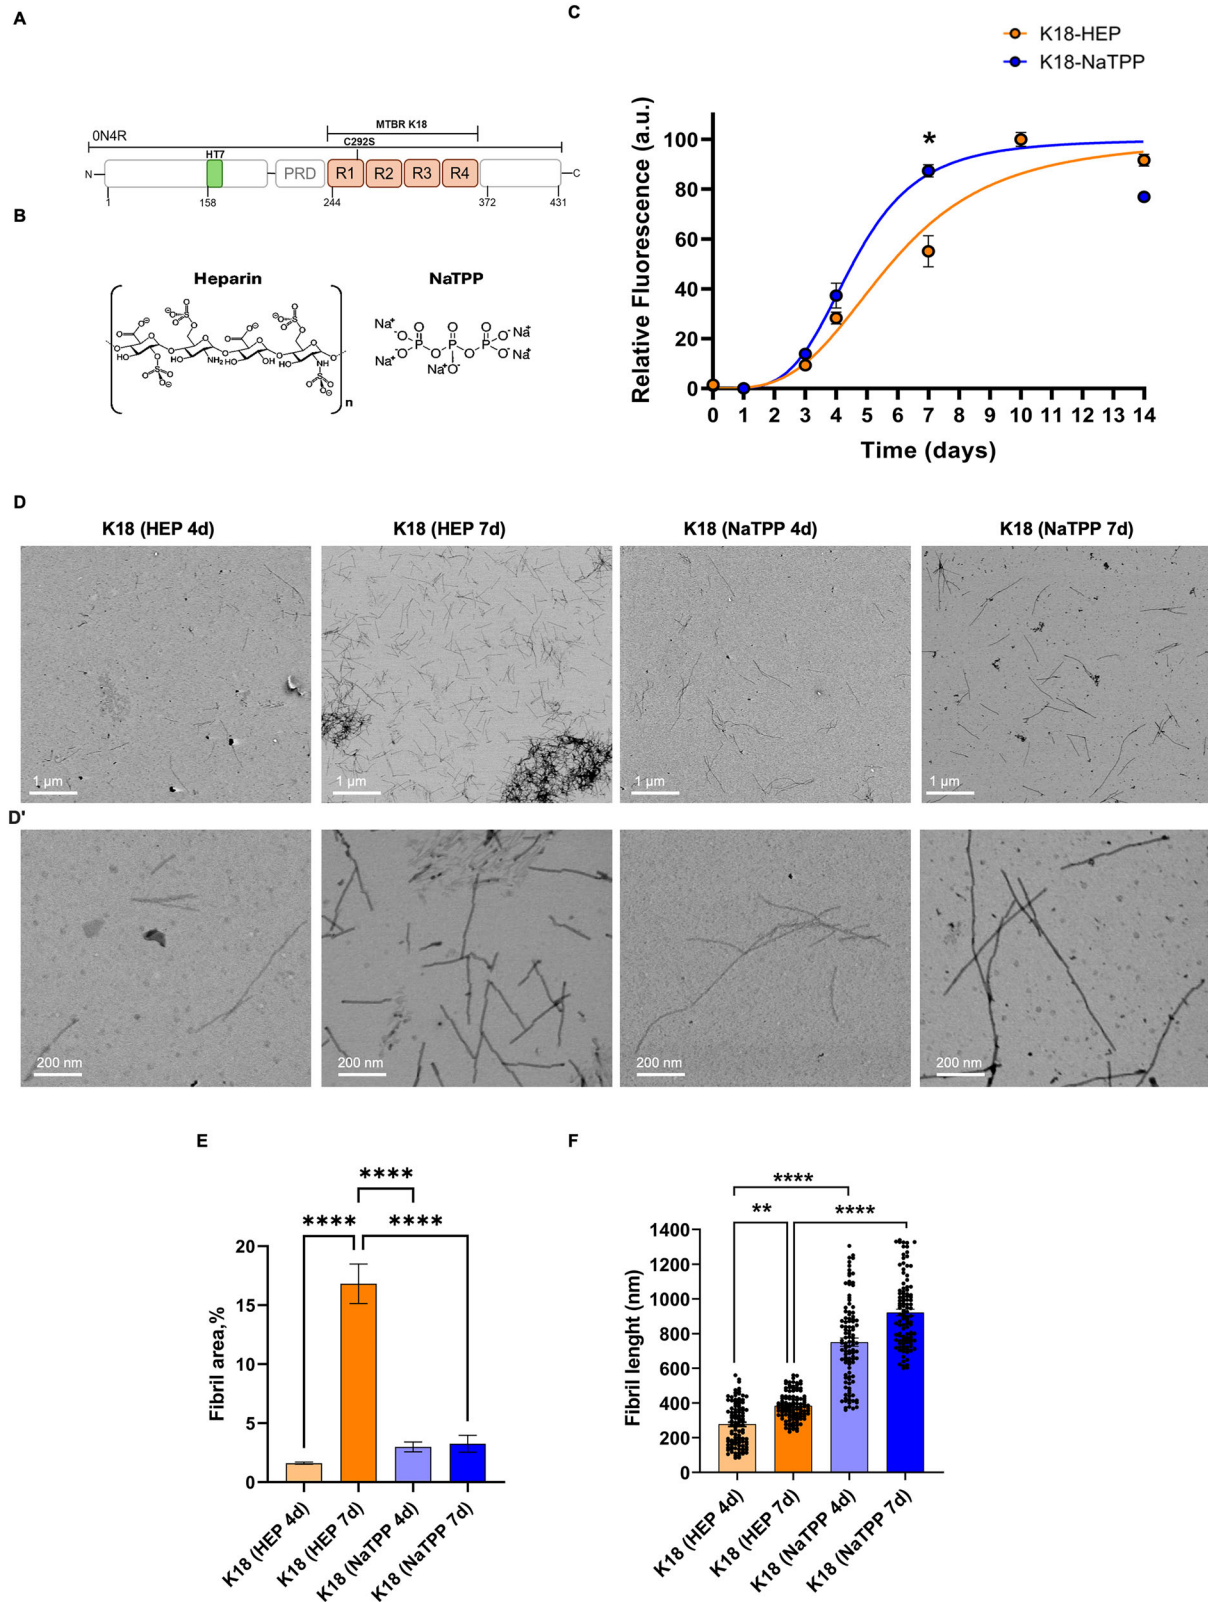 A
0N4R
MTBR K18
C292S
HT7
N
PRD
R1
R2
R3
R4
C
1
158
244
372
431
B
Heparin
NaTPP
n
C
K18-HEP
K18-NaTPP
Relative Fluorescence (a.u.)
100
80
60
40
20
0
*
0 1 2 3 4 5 6 7 8 9 10 11 12 13 14
Time (days)
D
K18 (HEP 4d)
K18 (HEP 7d)
K18 (NaTPP 4d)
K18 (NaTPP 7d)
1 µm
1 µm
1 µm
1 µm
D'
200 nm
200 nm
200 nm
200 nm
E
****
**** ****
Fibril area,%
20
15
10
5
0
K18 (HEP 4d)
K18 (HEP 7d)
K18 (NaTPP 4d)
K18 (NaTPP 7d)
F
****
** ****
Fibril lenght (nm)
1400
1200
1000
800
600
400
200
0
K18 (HEP 4d)
K18 (HEP 7d)
K18 (NaTPP 4d)
K18 (NaTPP 7d)